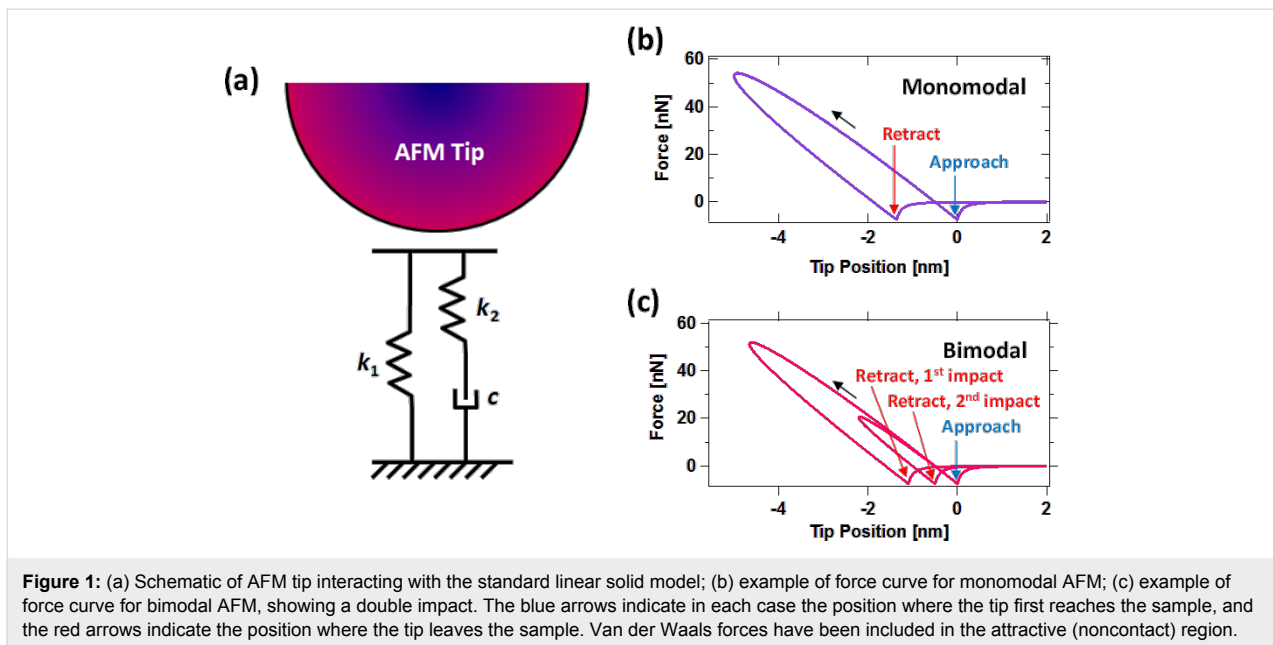 (a)
AFM Tip
k1
k2
c
(b)
Monomodal
Retract
Approach
Force [nN]
60
40
20
0
-4
-2
0
2
Tip Position [nm]
(c)
Bimodal
Retract, 1st impact
Retract, 2nd impact
Approach
Force [nN]
60
40
20
0
-4
-2
0
2
Tip Position [nm]
Figure 1: (a) Schematic of AFM tip interacting with the standard linear solid model; (b) example of force curve for monomodal AFM; (c) example of
force curve for bimodal AFM, showing a double impact. The blue arrows indicate in each case the position where the tip first reaches the sample, and
the red arrows indicate the position where the tip leaves the sample. Van der Waals forces have been included in the attractive (noncontact) region.